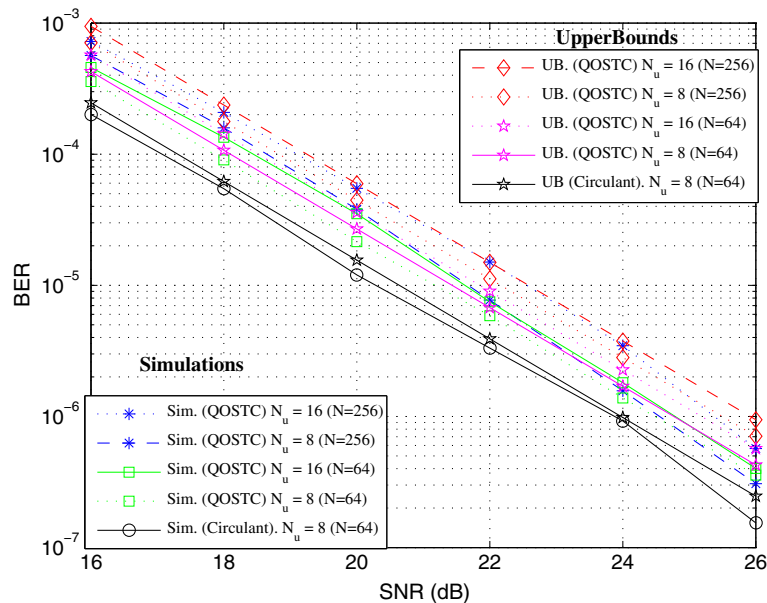 10^-3
10^-4
10^-5
10^-6
10^-7
BER
UpperBounds
UB. (QOSTC) N_u = 16 (N=256)
UB. (QOSTC) N_u = 8 (N=256)
UB. (QOSTC) N_u = 16 (N=64)
UB. (QOSTC) N_u = 8 (N=64)
UB (Circulant). N_u = 8 (N=64)
Simulations
Sim. (QOSTC) N_u = 16 (N=256)
Sim. (QOSTC) N_u = 8 (N=256)
Sim. (QOSTC) N_u = 16 (N=64)
Sim. (QOSTC) N_u = 8 (N=64)
Sim. (Circulant). N_u = 8 (N=64)
16 18 20 22 24 26
SNR (dB)